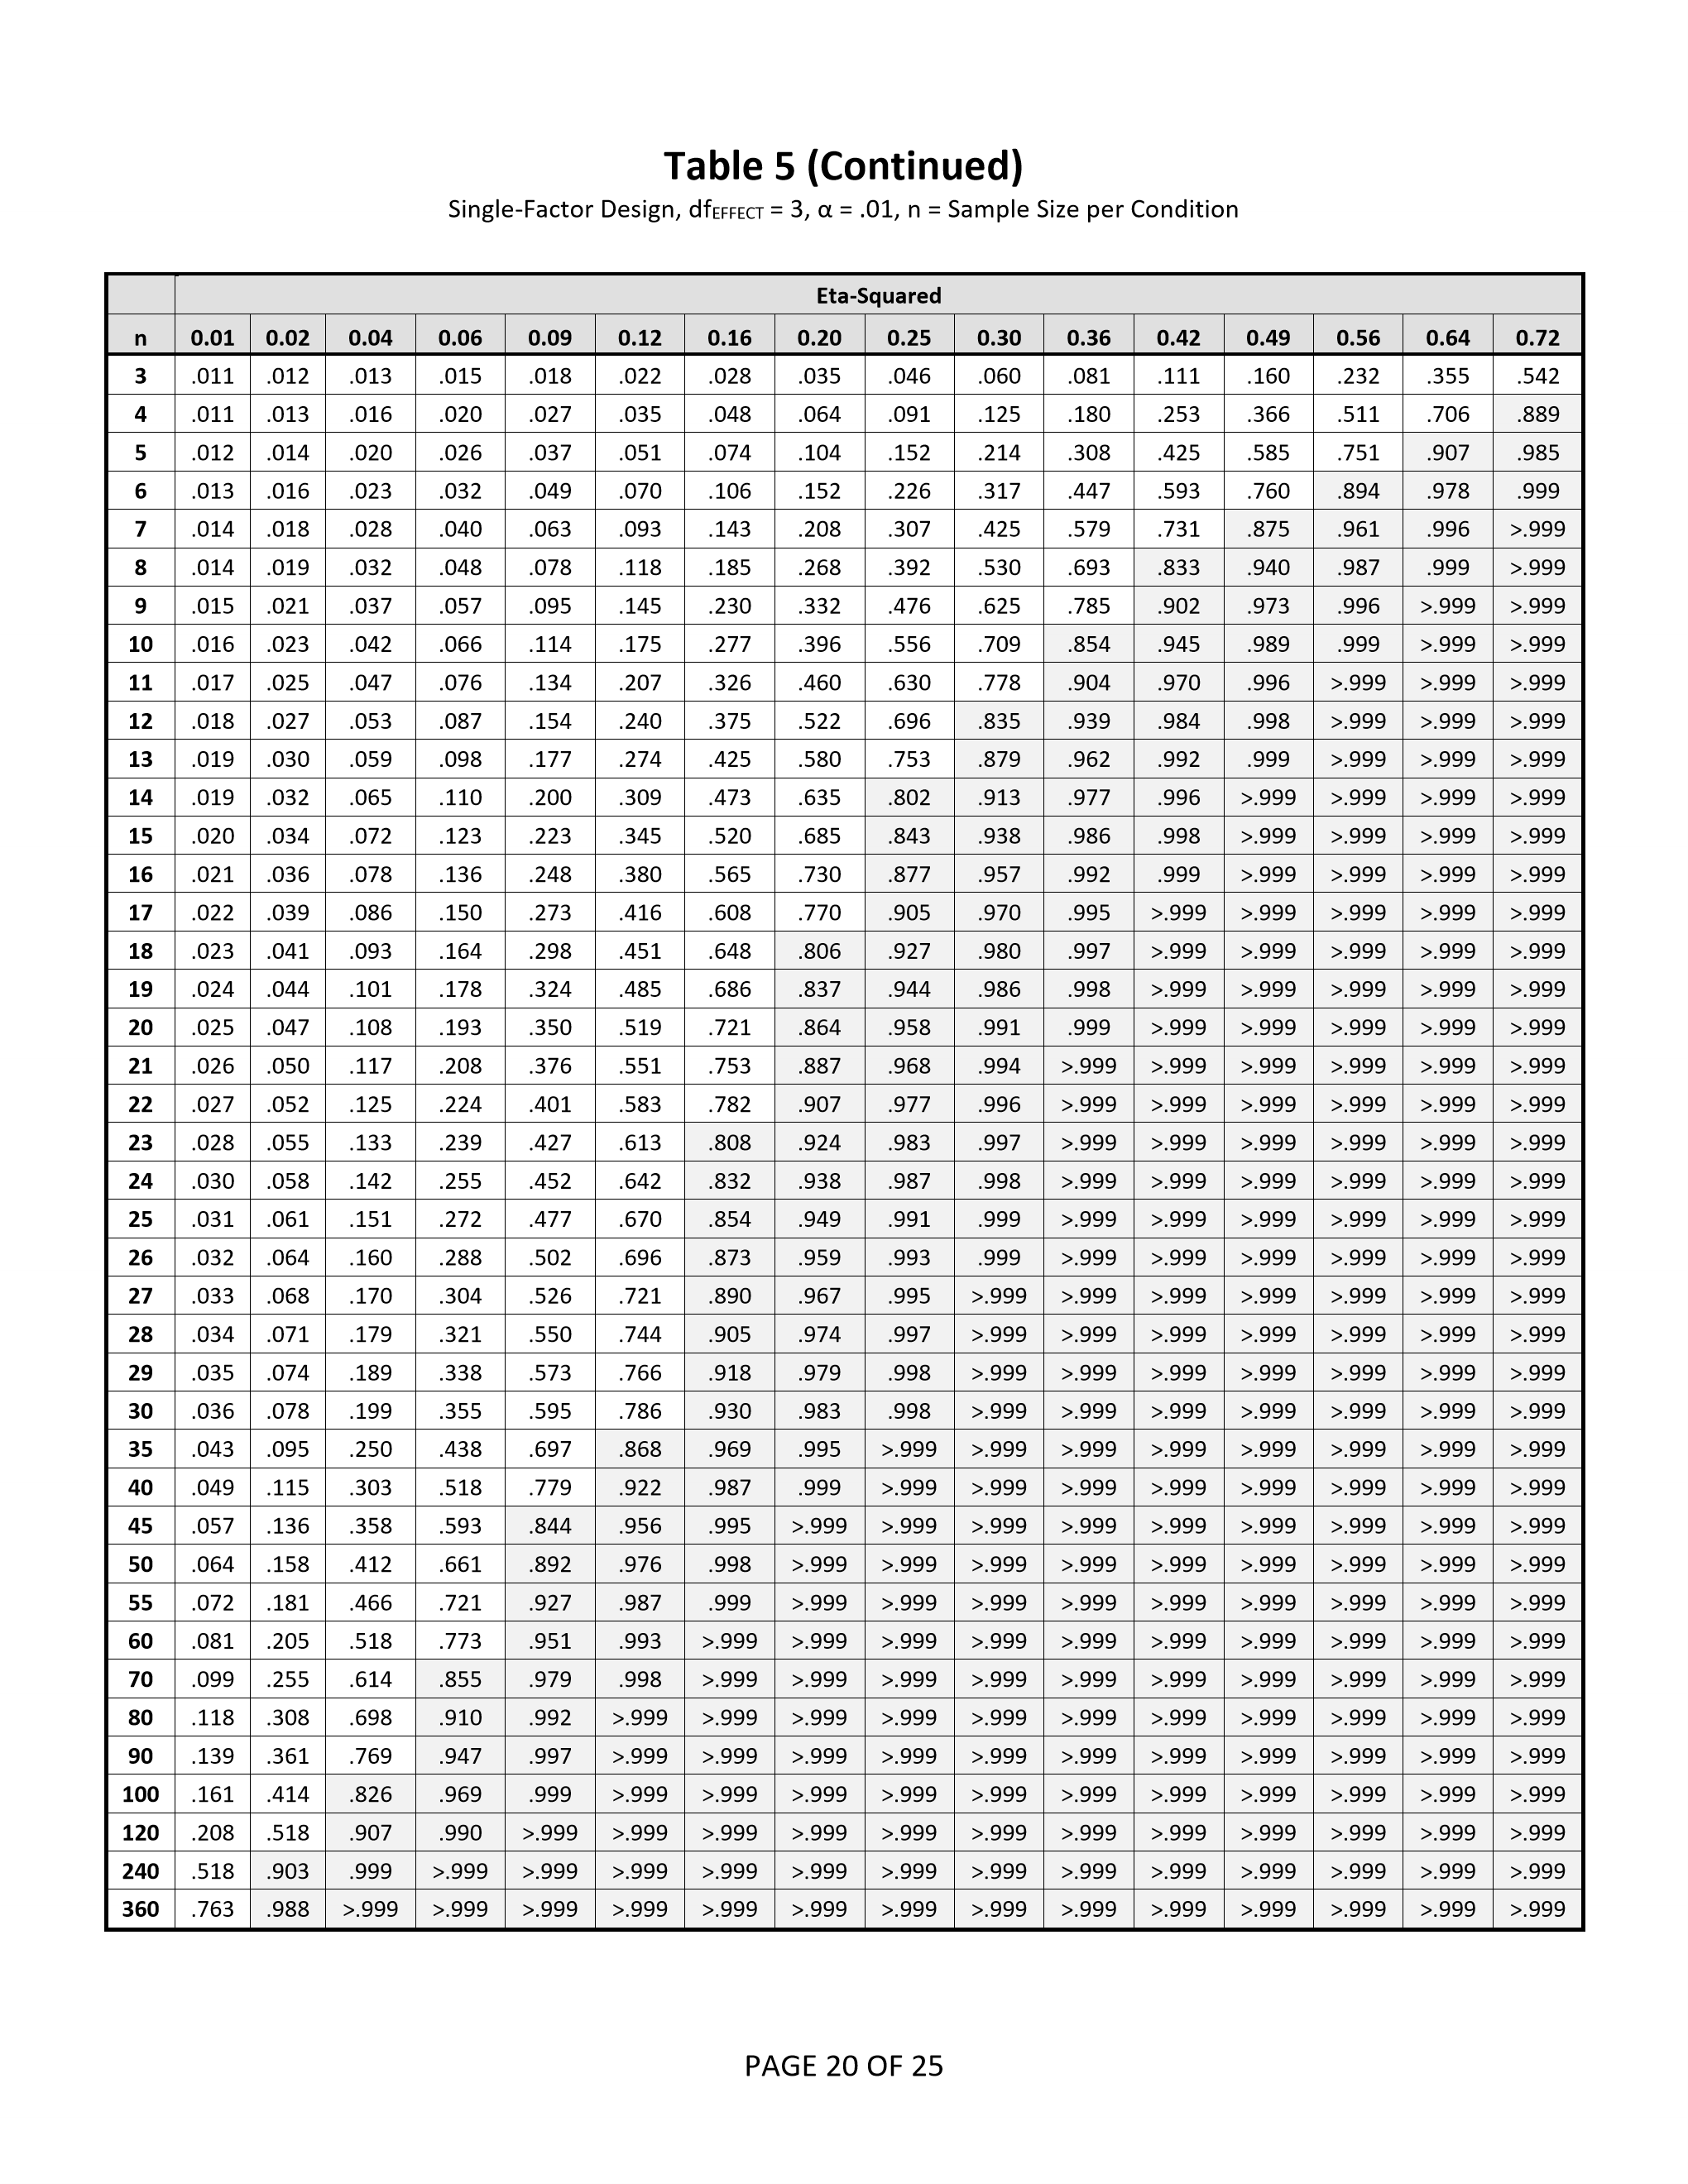 Table 5 (Continued)
Single-Factor Design, dfEFFECT = 3, α = .01, n = Sample Size per Condition
Eta-Squared
n 0.01 0.02 0.04 0.06 0.09 0.12 0.16 0.20 0.25 0.30 0.36 0.42 0.49 0.56 0.64 0.72
3 .011 .012 .013 .015 .018 .022 .028 .035 .046 .060 .081 .111 .160 .232 .355 .542
4 .011 .013 .016 .020 .027 .035 .048 .064 .091 .125 .180 .253 .366 .511 .706 .889
5 .012 .014 .020 .026 .037 .051 .074 .104 .152 .214 .308 .425 .585 .751 .907 .985
6 .013 .016 .023 .032 .049 .070 .106 .152 .226 .317 .447 .593 .760 .894 .978 .999
7 .014 .018 .028 .040 .063 .093 .143 .208 .307 .425 .579 .731 .875 .961 .996 >.999
8 .014 .019 .032 .048 .078 .118 .185 .268 .392 .530 .693 .833 .940 .987 .999 >.999
9 .015 .021 .037 .057 .095 .145 .230 .332 .476 .625 .785 .902 .973 .996 >.999 >.999
10 .016 .023 .042 .066 .114 .175 .277 .396 .556 .709 .854 .945 .989 .999 >.999 >.999
11 .017 .025 .047 .076 .134 .207 .326 .460 .630 .778 .904 .970 .996 >.999 >.999 >.999
12 .018 .027 .053 .087 .154 .240 .375 .522 .696 .835 .939 .984 .998 >.999 >.999 >.999
13 .019 .030 .059 .098 .177 .274 .425 .580 .753 .879 .962 .992 .999 >.999 >.999 >.999
14 .019 .032 .065 .110 .200 .309 .473 .635 .802 .913 .977 .996 >.999 >.999 >.999 >.999
15 .020 .034 .072 .123 .223 .345 .520 .685 .843 .938 .986 .998 >.999 >.999 >.999 >.999
16 .021 .036 .078 .136 .248 .380 .565 .730 .877 .957 .992 .999 >.999 >.999 >.999 >.999
17 .022 .039 .086 .150 .273 .416 .608 .770 .905 .970 .995 >.999 >.999 >.999 >.999 >.999
18 .023 .041 .093 .164 .298 .451 .648 .806 .927 .980 .997 >.999 >.999 >.999 >.999 >.999
19 .024 .044 .101 .178 .324 .485 .686 .837 .944 .986 .998 >.999 >.999 >.999 >.999 >.999
20 .025 .047 .108 .193 .350 .519 .721 .864 .958 .991 .999 >.999 >.999 >.999 >.999 >.999
21 .026 .050 .117 .208 .376 .551 .753 .887 .968 .994 >.999 >.999 >.999 >.999 >.999 >.999
22 .027 .052 .125 .224 .401 .583 .782 .907 .977 .996 >.999 >.999 >.999 >.999 >.999 >.999
23 .028 .055 .133 .239 .427 .613 .808 .924 .983 .997 >.999 >.999 >.999 >.999 >.999 >.999
24 .030 .058 .142 .255 .452 .642 .832 .938 .987 .998 >.999 >.999 >.999 >.999 >.999 >.999
25 .031 .061 .151 .272 .477 .670 .854 .949 .991 .999 >.999 >.999 >.999 >.999 >.999 >.999
26 .032 .064 .160 .288 .502 .696 .873 .959 .993 .999 >.999 >.999 >.999 >.999 >.999 >.999
27 .033 .068 .170 .304 .526 .721 .890 .967 .995 >.999 >.999 >.999 >.999 >.999 >.999 >.999
28 .034 .071 .179 .321 .550 .744 .905 .974 .997 >.999 >.999 >.999 >.999 >.999 >.999 >.999
29 .035 .074 .189 .338 .573 .766 .918 .979 .998 >.999 >.999 >.999 >.999 >.999 >.999 >.999
30 .036 .078 .199 .355 .595 .786 .930 .983 .998 >.999 >.999 >.999 >.999 >.999 >.999 >.999
35 .043 .095 .250 .438 .697 .868 .969 .995 >.999 >.999 >.999 >.999 >.999 >.999 >.999 >.999
40 .049 .115 .303 .518 .779 .922 .987 .999 >.999 >.999 >.999 >.999 >.999 >.999 >.999 >.999
45 .057 .136 .358 .593 .844 .956 .995 >.999 >.999 >.999 >.999 >.999 >.999 >.999 >.999 >.999
50 .064 .158 .412 .661 .892 .976 .998 >.999 >.999 >.999 >.999 >.999 >.999 >.999 >.999 >.999
55 .072 .181 .466 .721 .927 .987 .999 >.999 >.999 >.999 >.999 >.999 >.999 >.999 >.999 >.999
60 .081 .205 .518 .773 .951 .993 >.999 >.999 >.999 >.999 >.999 >.999 >.999 >.999 >.999 >.999
70 .099 .255 .614 .855 .979 .998 >.999 >.999 >.999 >.999 >.999 >.999 >.999 >.999 >.999 >.999
80 .118 .308 .698 .910 .992 >.999 >.999 >.999 >.999 >.999 >.999 >.999 >.999 >.999 >.999 >.999
90 .139 .361 .769 .947 .997 >.999 >.999 >.999 >.999 >.999 >.999 >.999 >.999 >.999 >.999 >.999
100 .161 .414 .826 .969 .999 >.999 >.999 >.999 >.999 >.999 >.999 >.999 >.999 >.999 >.999 >.999
120 .208 .518 .907 .990 >.999 >.999 >.999 >.999 >.999 >.999 >.999 >.999 >.999 >.999 >.999 >.999
240 .518 .903 .999 >.999 >.999 >.999 >.999 >.999 >.999 >.999 >.999 >.999 >.999 >.999 >.999 >.999
360 .763 .988 >.999 >.999 >.999 >.999 >.999 >.999 >.999 >.999 >.999 >.999 >.999 >.999 >.999 >.999
PAGE 20 OF 25